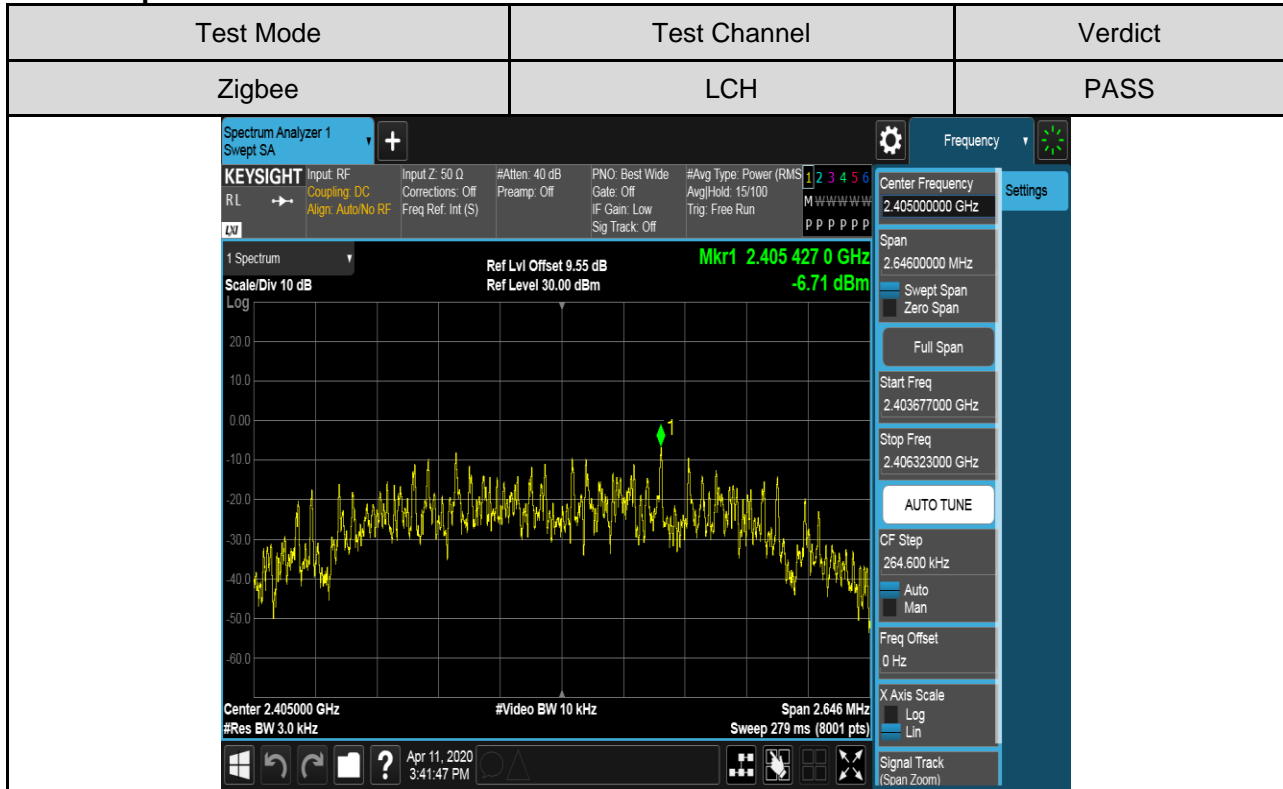 Test Mode Test Channel Verdict
Zigbee LCH PASS
Spectrum Analyzer 1
Swept SA
Frequency
KEYSIGHT
RL
LXI
Input: RF
Coupling: DC
Align: Auto/No RF
Input Z: 50 Ω
Corrections: Off
Freq Ref: Int (S)
#Atten: 40 dB
Preamp: Off
PNO: Best Wide
Gate: Off
IF Gain: Low
Sig Track: Off
#Avg Type: Power (RMS
Avg|Hold: 15/100
Trig: Free Run
1 2 3 4 5 6
M W W W W W
P P P P P P
1 Spectrum
Scale/Div 10 dB
Ref Lvl Offset 9.55 dB
Ref Level 30.00 dBm
Mkr1 2.405 427 0 GHz
-6.71 dBm
Log
20.0
10.0
0.00
-10.0
-20.0
-30.0
-40.0
-50.0
-60.0
1
Center 2.405000 GHz
#Res BW 3.0 kHz
#Video BW 10 kHz
Span 2.646 MHz
Sweep 279 ms (8001 pts)
Apr 11, 2020
3:41:47 PM
Center Frequency
2.405000000 GHz
Settings
Span
2.64600000 MHz
Swept Span
Zero Span
Full Span
Start Freq
2.403677000 GHz
Stop Freq
2.406323000 GHz
AUTO TUNE
CF Step
264.600 kHz
Auto
Man
Freq Offset
0 Hz
X Axis Scale
Log
Lin
Signal Track
(Span Zoom)